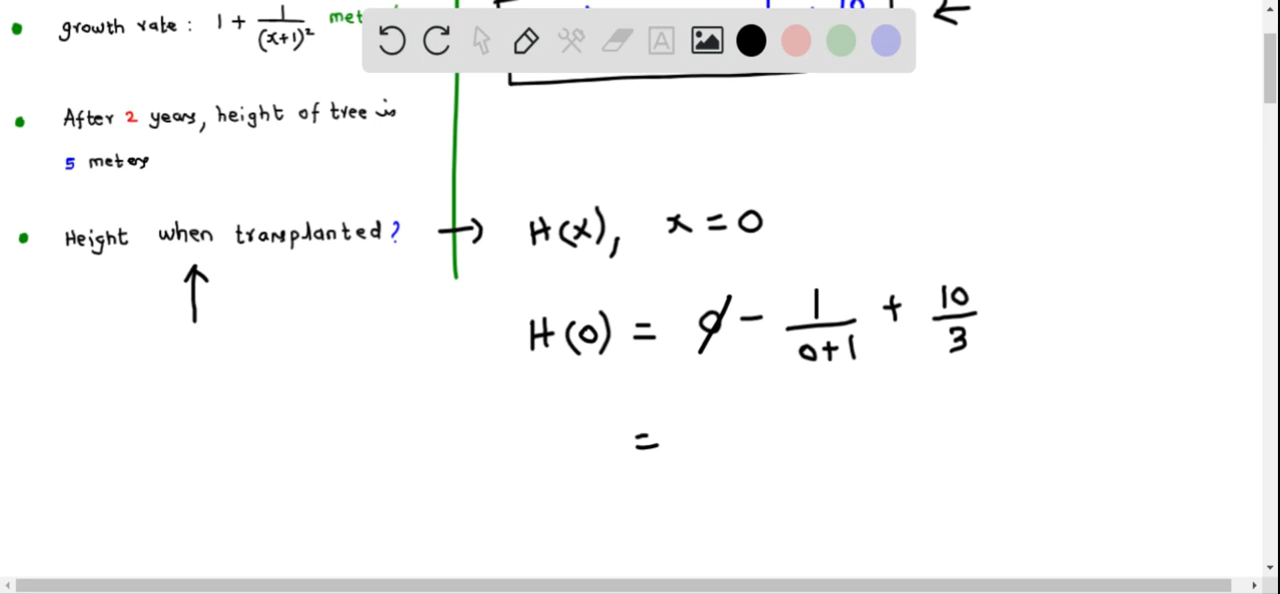 growth rate : 1 + 1/(x+1)²
After 2 years, height of tree is
5 meters
Height when transplanted? → H(x), x = 0
H(0) = 0 - 1/(0+1) + 10/3
=